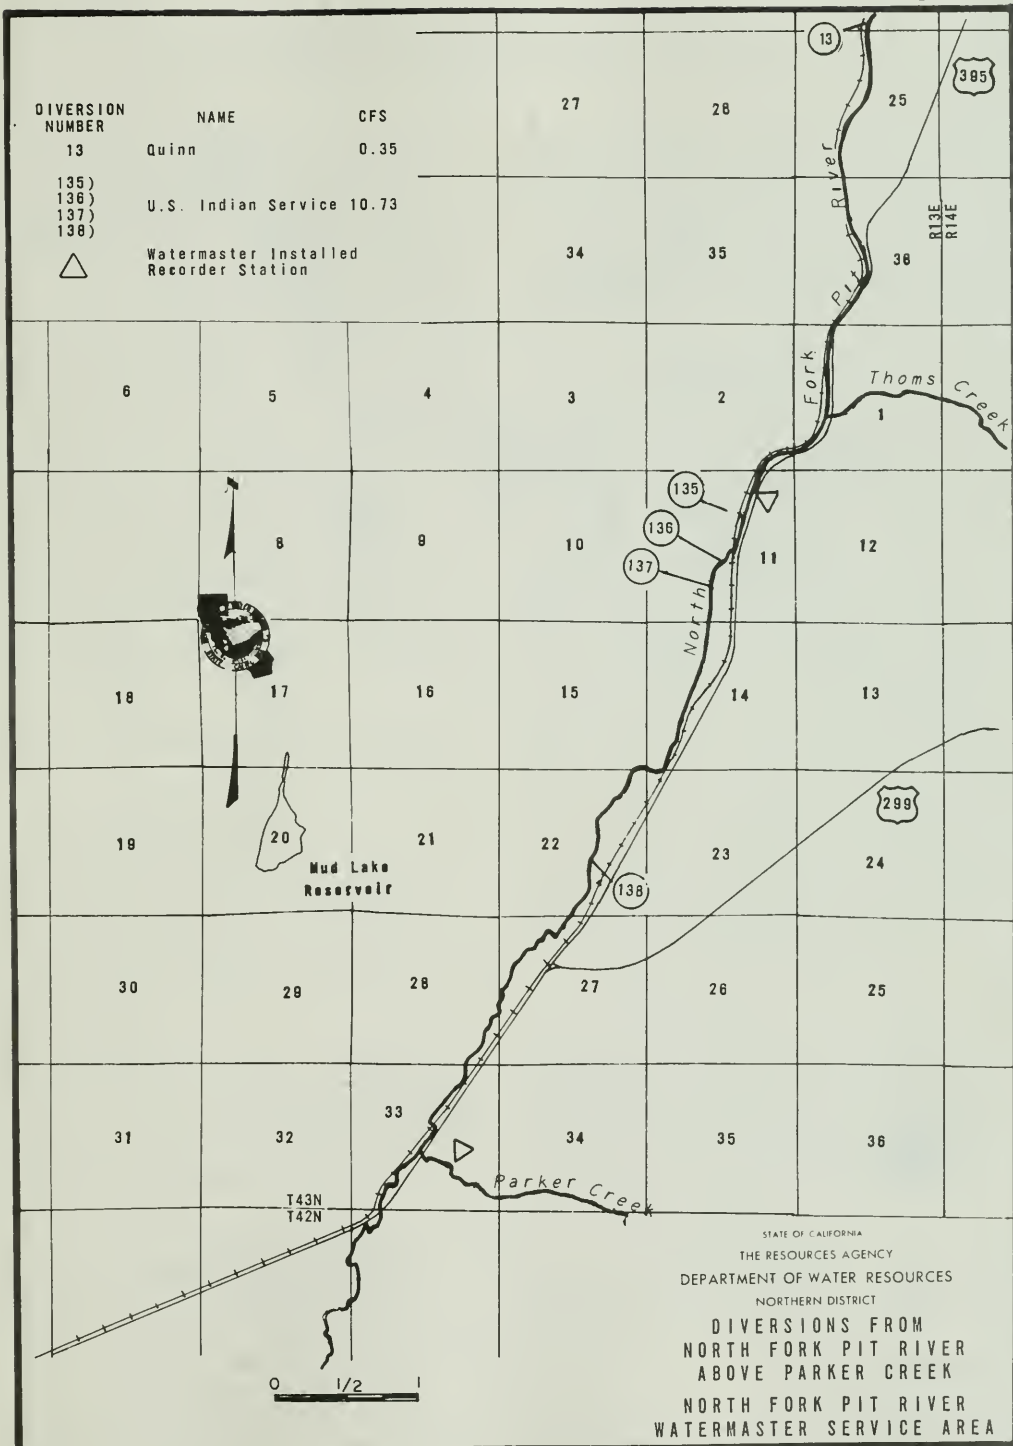 DIVERSION NUMBER NAME CFS
13 Quinn 0.35
135)
136)
137)
138)
U.S. Indian Service 10.73
Watermaster Installed
Recorder Station
13
395
27 26 25
R13E
R14E
34 35 36
River
Pit
Fork
North
Thoms Creek
6 5 4 3 2 1
135
136
137
8 9 10 11 12
18 17 16 15 14 13
299
19 20 21 22 23 24
Mud Lake
Reservoir
138
30 29 28 27 26 25
31 32 33 34 35 36
Parker Creek
T43N
T42N
0 1/2 1
STATE OF CALIFORNIA
THE RESOURCES AGENCY
DEPARTMENT OF WATER RESOURCES
NORTHERN DISTRICT
DIVERSIONS FROM
NORTH FORK PIT RIVER
ABOVE PARKER CREEK
NORTH FORK PIT RIVER
WATERMASTER SERVICE AREA